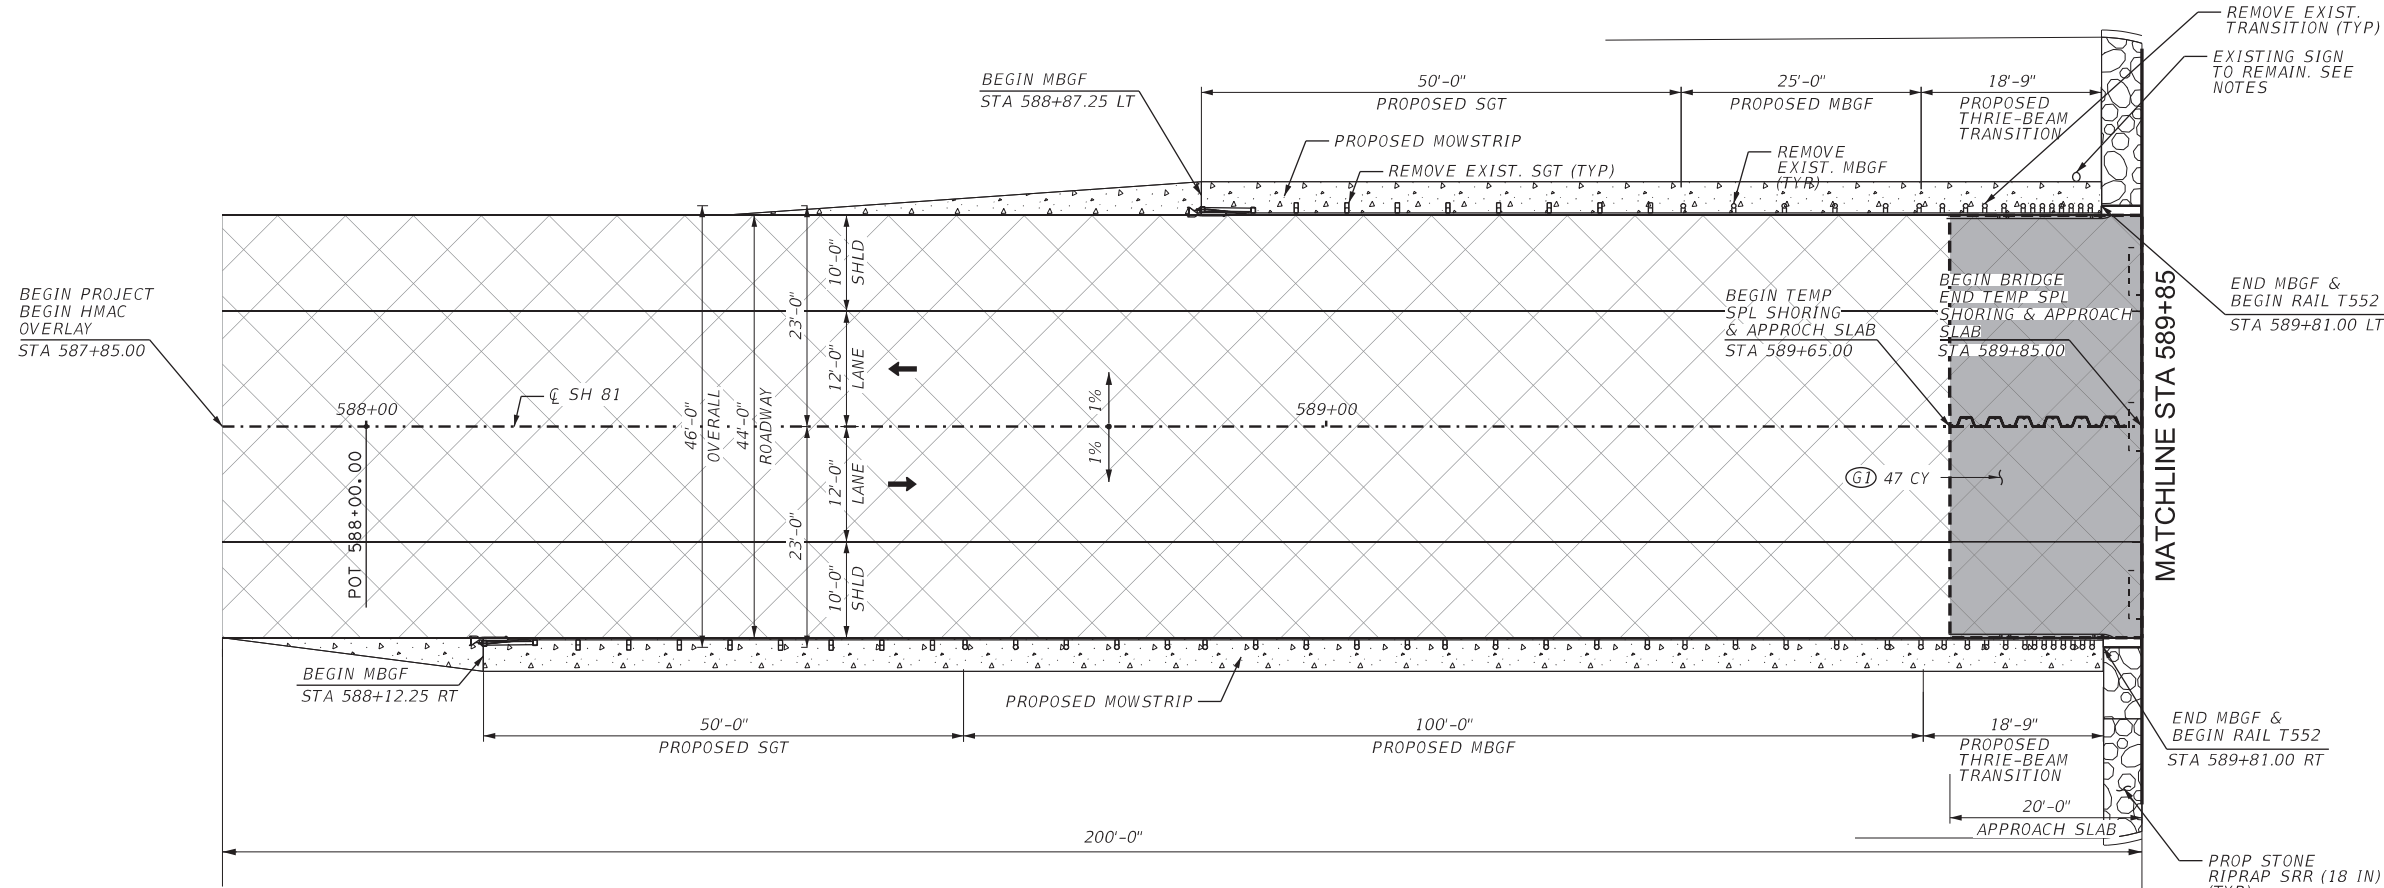 REMOVE EXIST.
TRANSITION (TYP)
EXISTING SIGN
TO REMAIN. SEE
NOTES
BEGIN MBGF
STA 588+87.25 LT
50'-0"
PROPOSED SGT
25'-0"
PROPOSED MBGF
18'-9"
PROPOSED
THRIE-BEAM
TRANSITION
PROPOSED MOWSTRIP
REMOVE EXIST. SGT (TYP)
REMOVE
EXIST. MBGF
(TYP)
BEGIN PROJECT
BEGIN HMAC
OVERLAY
STA 587+85.00
588+00
POT 588+00.00
℄ SH 81
46'-0"
OVERALL
44'-0"
ROADWAY
23'-0"
23'-0"
10'-0"
SHLD
12'-0"
LANE
12'-0"
LANE
10'-0"
SHLD
1%
1%
589+00
BEGIN TEMP
SPL SHORING
& APPROCH SLAB
STA 589+65.00
BEGIN BRIDGE
END TEMP SPL
SHORING & APPROACH
SLAB
STA 589+85.00
G1 47 CY
MATCHLINE STA 589+85
END MBGF &
BEGIN RAIL T552
STA 589+81.00 LT
BEGIN MBGF
STA 588+12.25 RT
PROPOSED MOWSTRIP
50'-0"
PROPOSED SGT
100'-0"
PROPOSED MBGF
18'-9"
PROPOSED
THRIE-BEAM
TRANSITION
END MBGF &
BEGIN RAIL T552
STA 589+81.00 RT
20'-0"
APPROACH SLAB
200'-0"
PROP STONE
RIPRAP SRR (18 IN)